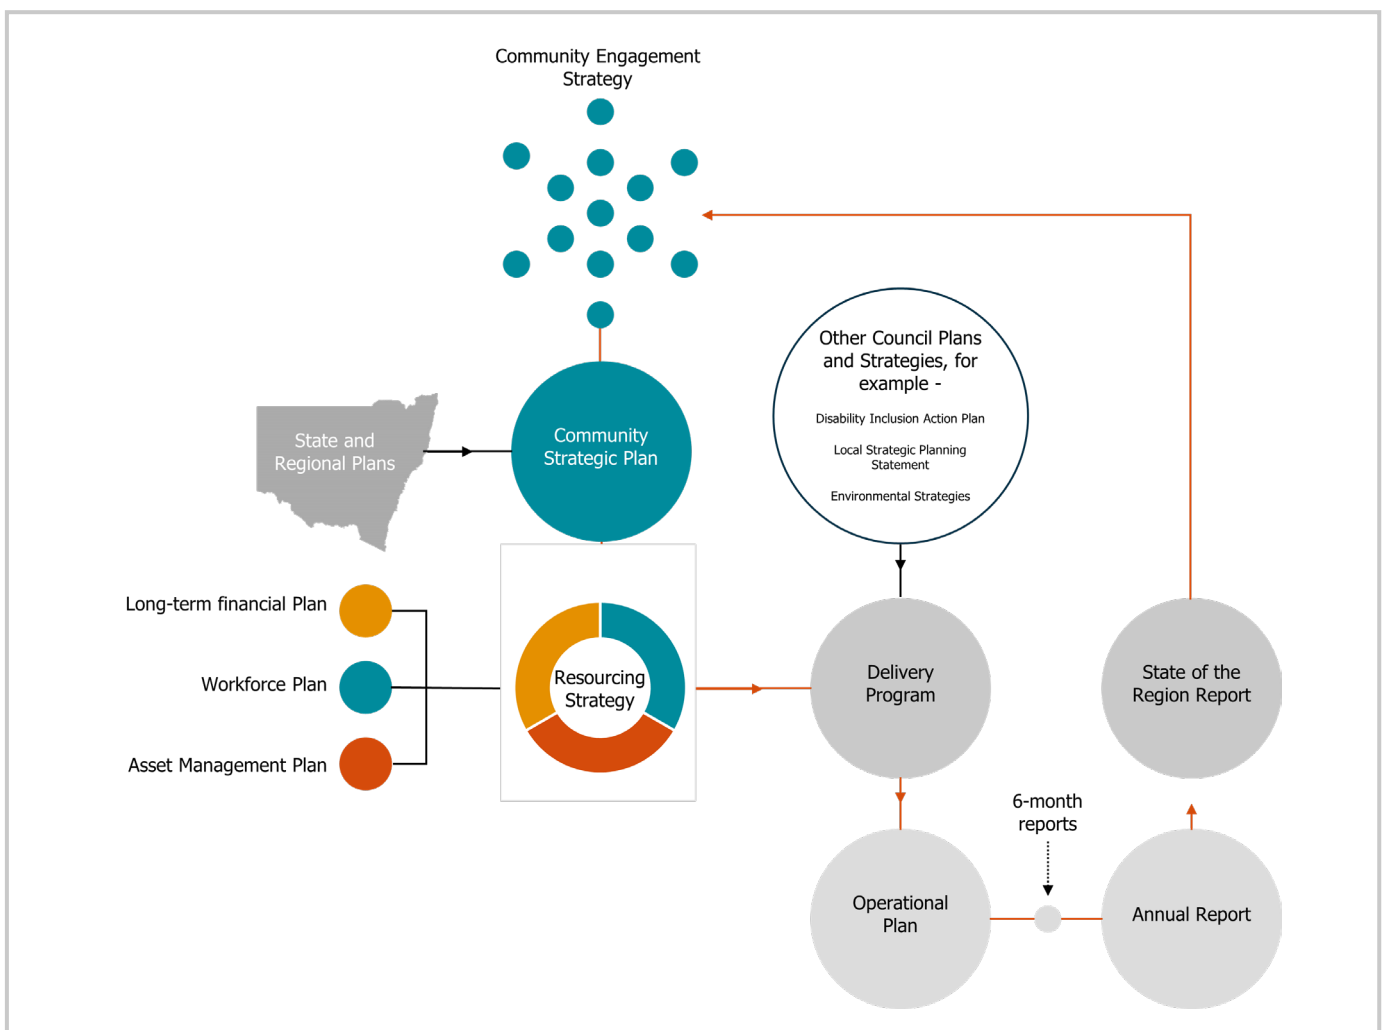 Community Engagement
Strategy
Other Council Plans
and Strategies, for
example -
Disability Inclusion Action Plan
Local Strategic Planning
Statement
Environmental Strategies
State and
Regional Plans
Community
Strategic Plan
Long-term financial Plan
Workforce Plan
Asset Management Plan
Resourcing
Strategy
Delivery
Program
State of the
Region Report
6-month
reports
Operational
Plan
Annual Report